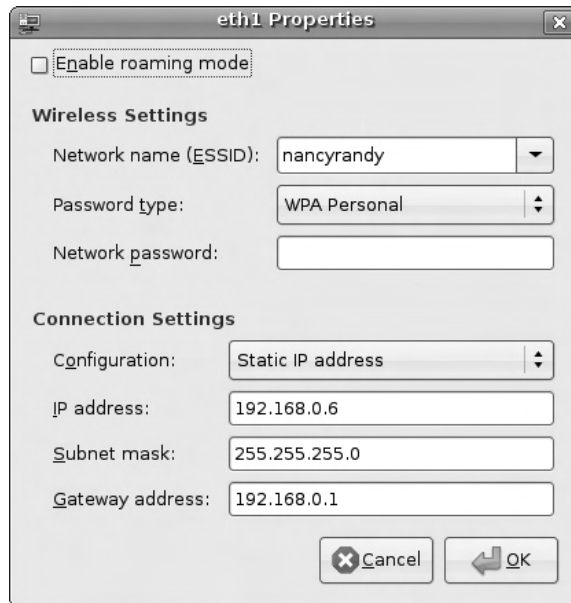 eth1 Properties
Enable roaming mode
Wireless Settings
Network name (ESSID): nancyrandy
Password type: WPA Personal
Network password:
Connection Settings
Configuration: Static IP address
IP address: 192.168.0.6
Subnet mask: 255.255.255.0
Gateway address: 192.168.0.1
Cancel OK